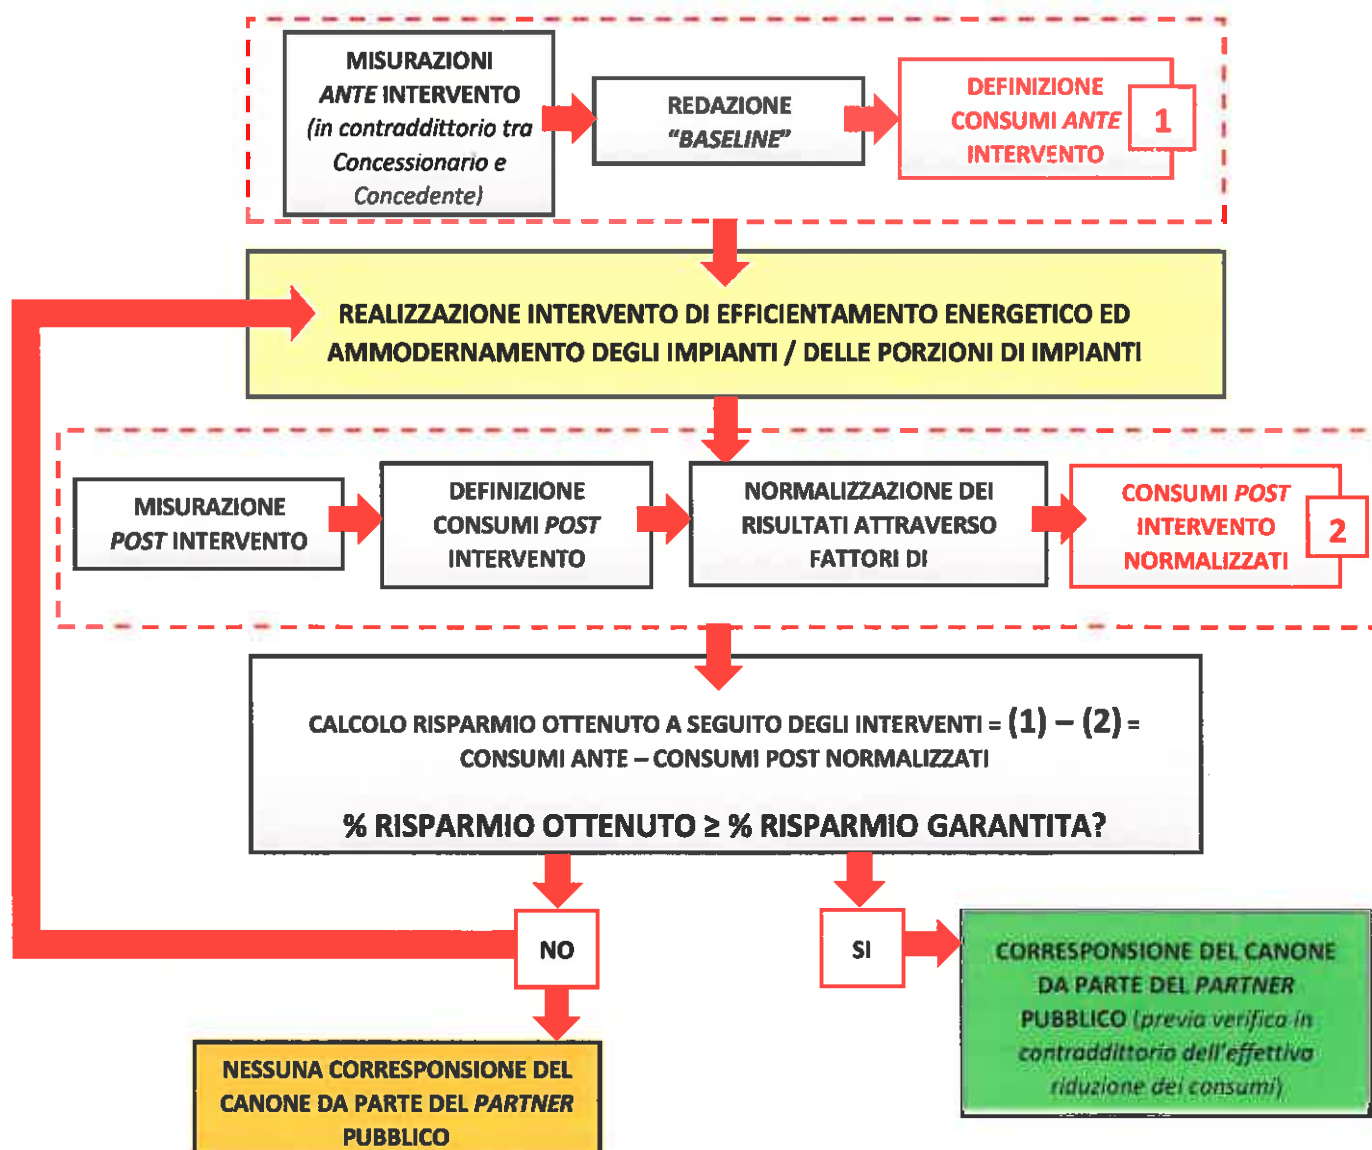 MISURAZIONI
ANTE INTERVENTO
(in contraddittorio tra
Concessionario e
Concedente)
REDAZIONE
“BASELINE”
DEFINIZIONE
CONSUMI ANTE
INTERVENTO
1
REALIZZAZIONE INTERVENTO DI EFFICIENTAMENTO ENERGETICO ED
AMMODERNAMENTO DEGLI IMPIANTI / DELLE PORZIONI DI IMPIANTI
MISURAZIONE
POST INTERVENTO
DEFINIZIONE
CONSUMI POST
INTERVENTO
NORMALIZZAZIONE DEI
RISULTATI ATTRAVERSO
FATTORI DI
CONSUMI POST
INTERVENTO
NORMALIZZATI
2
CALCOLO RISPARMIO OTTENUTO A SEGUITO DEGLI INTERVENTI = (1) – (2) =
CONSUMI ANTE – CONSUMI POST NORMALIZZATI
% RISPARMIO OTTENUTO ≥ % RISPARMIO GARANTITA?
NO
SI
CORRESPONSIONE DEL CANONE
DA PARTE DEL PARTNER
PUBBLICO (previa verifica in
contraddittorio dell'effettiva
riduzione dei consumi)
NESSUNA CORRESPONSIONE DEL
CANONE DA PARTE DEL PARTNER
PUBBLICO